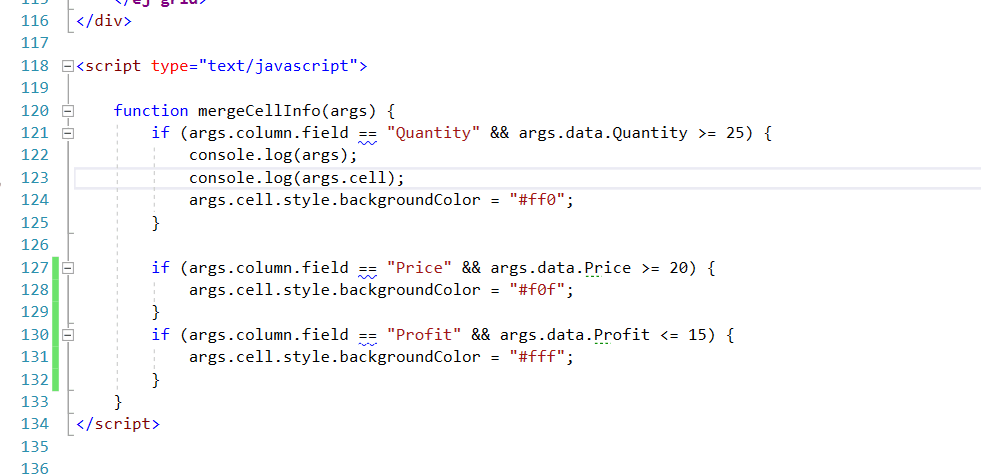 115         </ej-grid>
116 </div>
117
118 <script type="text/javascript">
119
120     function mergeCellInfo(args) {
121         if (args.column.field == "Quantity" && args.data.Quantity >= 25) {
122             console.log(args);
123             console.log(args.cell);
124             args.cell.style.backgroundColor = "#ff0";
125         }
126
127         if (args.column.field == "Price" && args.data.Price >= 20) {
128             args.cell.style.backgroundColor = "#f0f";
129         }
130         if (args.column.field == "Profit" && args.data.Profit <= 15) {
131             args.cell.style.backgroundColor = "#fff";
132         }
133     }
134 </script>
135
136